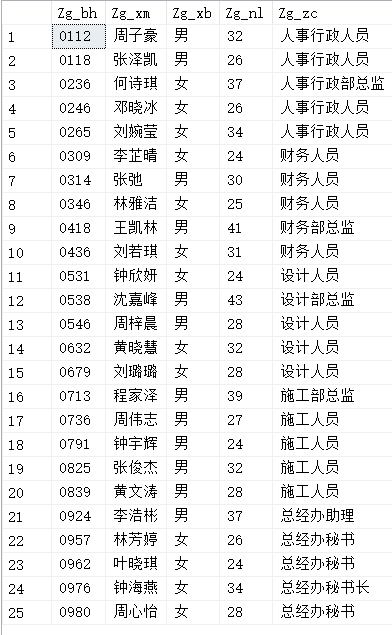 Zg_bh Zg_xm Zg_xb Zg_nl Zg_zc
1 0112 周子豪 男 32 人事行政人员
2 0118 张泽凯 男 26 人事行政人员
3 0236 何诗琪 女 37 人事行政部总监
4 0246 邓晓冰 女 26 人事行政人员
5 0265 刘婉莹 女 34 人事行政人员
6 0309 李芷晴 女 24 财务人员
7 0314 张弛 男 30 财务人员
8 0346 林雅洁 女 25 财务人员
9 0418 王凯林 男 41 财务部总监
10 0436 刘若琪 女 31 财务人员
11 0531 钟欣妍 女 24 设计人员
12 0538 沈嘉峰 男 43 设计部总监
13 0546 周梓晨 男 28 设计人员
14 0632 黄晓慧 女 32 设计人员
15 0679 刘璐璐 女 28 设计人员
16 0713 程家泽 男 39 施工部总监
17 0736 周伟志 男 27 施工人员
18 0791 钟宇辉 男 24 施工人员
19 0825 张俊杰 男 32 施工人员
20 0839 黄文涛 男 28 施工人员
21 0924 李浩彬 男 37 总经办助理
22 0957 林芳婷 女 26 总经办秘书
23 0962 叶晓琪 女 24 总经办秘书
24 0976 钟海燕 女 34 总经办秘书长
25 0980 周心怡 女 28 总经办秘书